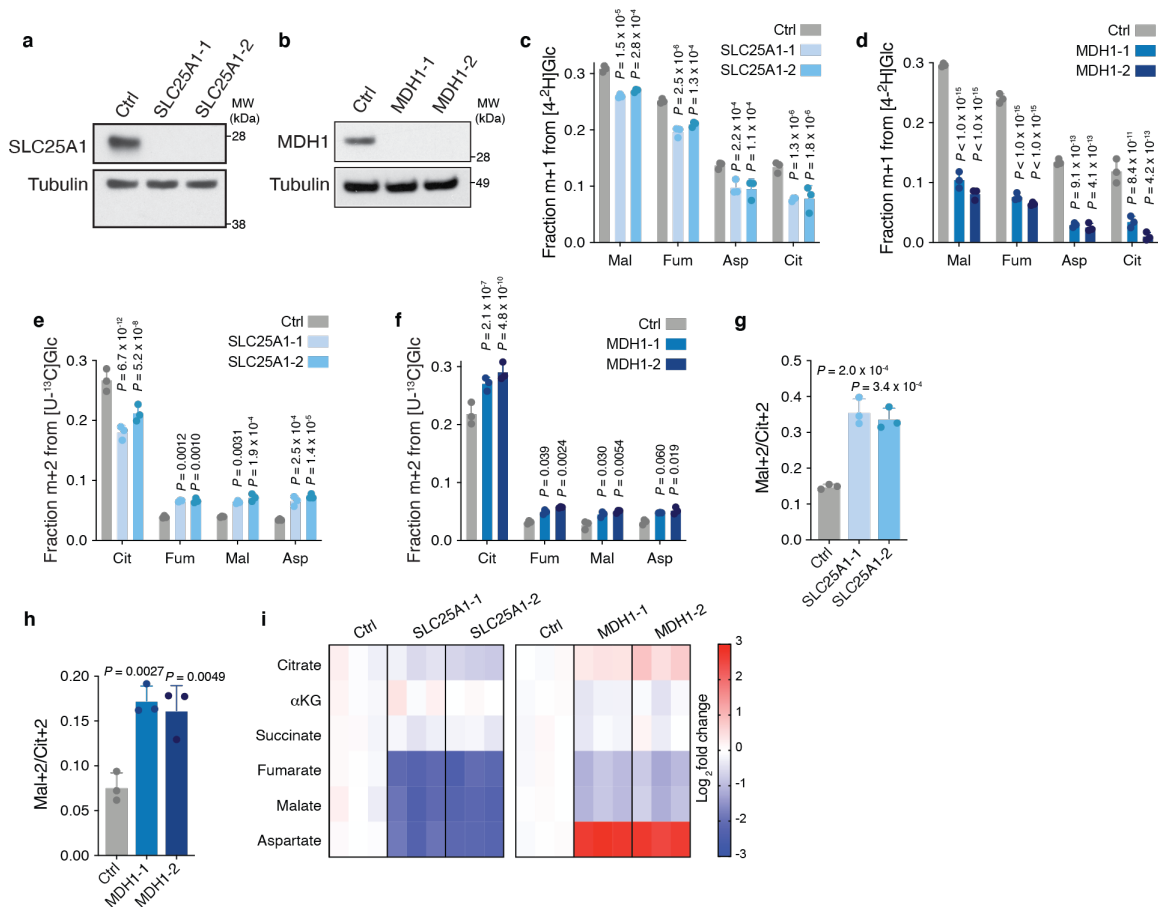 a
Ctrl
SLC25A1-1
SLC25A1-2
MW
(kDa)
SLC25A1
28
Tubulin
38
b
Ctrl
MDH1-1
MDH1-2
MW
(kDa)
MDH1
28
Tubulin
49
c
Ctrl
SLC25A1-1
SLC25A1-2
Fraction m+1 from [4-²H]Glc
0.3
0.2
0.1
0.0
P = 1.5 x 10⁻⁵
P = 2.8 x 10⁻⁴
P = 2.5 x 10⁻⁶
P = 1.3 x 10⁻⁴
P = 2.2 x 10⁻⁴
P = 1.1 x 10⁻⁴
P = 1.3 x 10⁻⁶
P = 1.8 x 10⁻⁶
Mal Fum Asp Cit
d
Ctrl
MDH1-1
MDH1-2
Fraction m+1 from [4-²H]Glc
0.3
0.2
0.1
0.0
P < 1.0 x 10⁻¹⁵
P < 1.0 x 10⁻¹⁵
P < 1.0 x 10⁻¹⁵
P < 1.0 x 10⁻¹⁵
P = 9.1 x 10⁻¹³
P = 4.1 x 10⁻¹³
P = 8.4 x 10⁻¹¹
P = 4.2 x 10⁻¹³
Mal Fum Asp Cit
e
Ctrl
SLC25A1-1
SLC25A1-2
Fraction m+2 from [U-¹³C]Glc
0.3
0.2
0.1
0.0
P = 6.7 x 10⁻¹²
P = 5.2 x 10⁻⁸
P = 0.0012
P = 0.0010
P = 0.0031
P = 1.9 x 10⁻⁴
P = 2.5 x 10⁻⁴
P = 1.4 x 10⁻⁵
Cit Fum Mal Asp
f
Ctrl
MDH1-1
MDH1-2
Fraction m+2 from [U-¹³C]Glc
0.3
0.2
0.1
0.0
P = 2.1 x 10⁻⁷
P = 4.8 x 10⁻¹⁰
P = 0.039
P = 0.0024
P = 0.030
P = 0.0054
P = 0.060
P = 0.019
Cit Fum Mal Asp
g
Mal+2/Cit+2
0.5
0.4
0.3
0.2
0.1
0.0
P = 2.0 x 10⁻⁴
P = 3.4 x 10⁻⁴
Ctrl
SLC25A1-1
SLC25A1-2
h
Mal+2/Cit+2
0.20
0.15
0.10
0.05
0.00
P = 0.0027
P = 0.0049
Ctrl
MDH1-1
MDH1-2
i
Ctrl SLC25A1-1 SLC25A1-2 Ctrl MDH1-1 MDH1-2
Citrate
αKG
Succinate
Fumarate
Malate
Aspartate
3
2
1
0
-1
-2
-3
Log₂ fold change